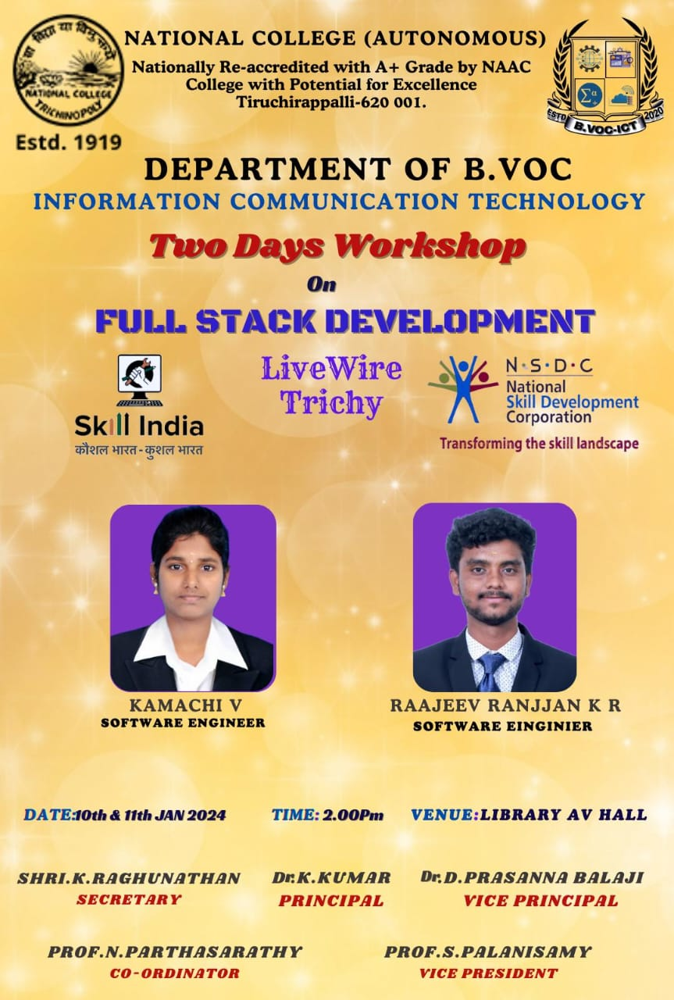 NATIONAL COLLEGE (AUTONOMOUS)
Nationally Re-accredited with A+ Grade by NAAC
College with Potential for Excellence
Tiruchirappalli-620 001.
NATIONAL COLLEGE
TRICHINOPOLY
Estd. 1919
ESTD
2020
B.VOC-ICT
DEPARTMENT OF B.VOC
INFORMATION COMMUNICATION TECHNOLOGY
Two Days Workshop
On
FULL STACK DEVELOPMENT
Skill India
कौशल भारत - कुशल भारत
LiveWire
Trichy
N·S·D·C
National
Skill Development
Corporation
Transforming the skill landscape
KAMACHI V
SOFTWARE ENGINEER
RAAJEEV RANJJAN K R
SOFTWARE EINGINIER
DATE:10th & 11th JAN 2024
TIME: 2.00Pm
VENUE:LIBRARY AV HALL
SHRI.K.RAGHUNATHAN
SECRETARY
Dr.K.KUMAR
PRINCIPAL
Dr.D.PRASANNA BALAJI
VICE PRINCIPAL
PROF.N.PARTHASARATHY
CO-ORDINATOR
PROF.S.PALANISAMY
VICE PRESIDENT